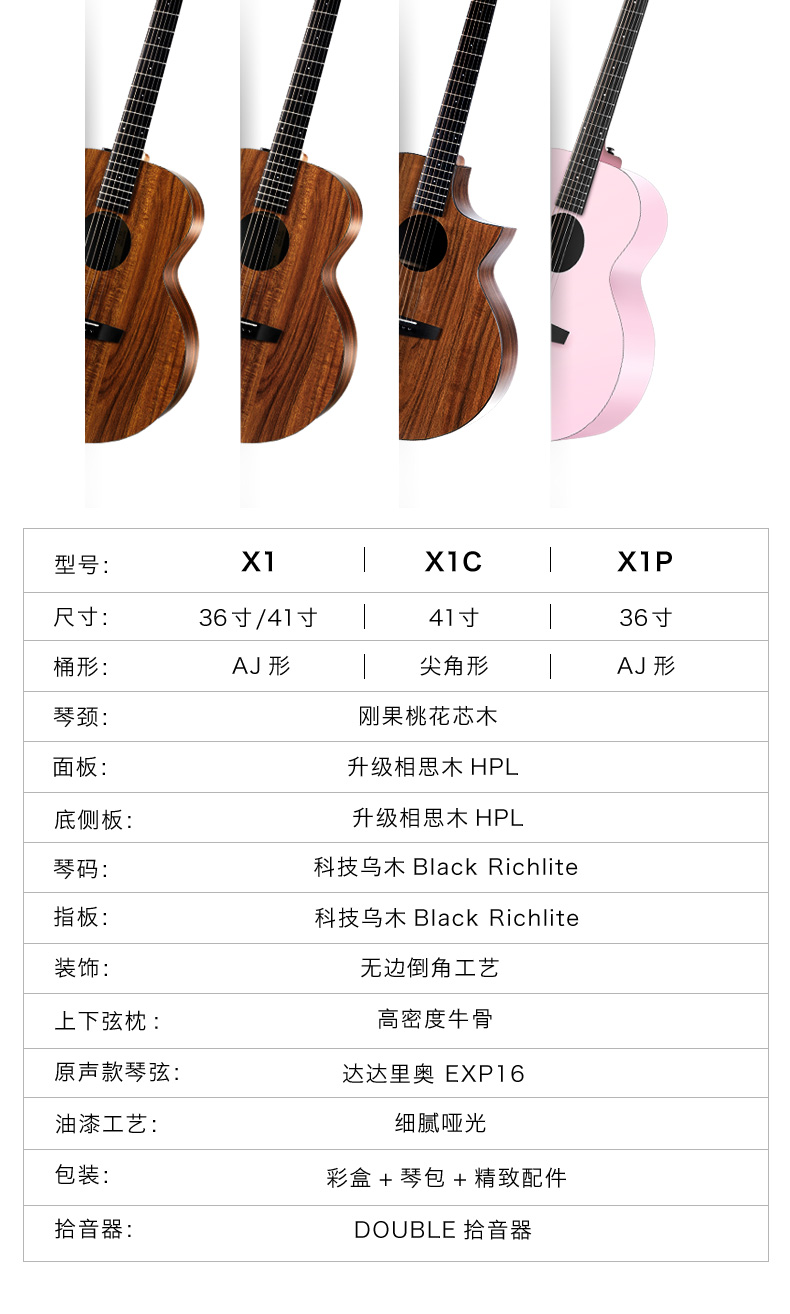 型号: X1 X1C X1P
尺寸: 36寸/41寸 41寸 36寸
桶形: AJ 形 尖角形 AJ 形
琴颈: 刚果桃花芯木
面板: 升级相思木 HPL
底侧板: 升级相思木 HPL
琴码: 科技乌木 Black Richlite
指板: 科技乌木 Black Richlite
装饰: 无边倒角工艺
上下弦枕: 高密度牛骨
原声款琴弦: 达达里奥 EXP16
油漆工艺: 细腻哑光
包装: 彩盒 + 琴包 + 精致配件
拾音器: DOUBLE 拾音器